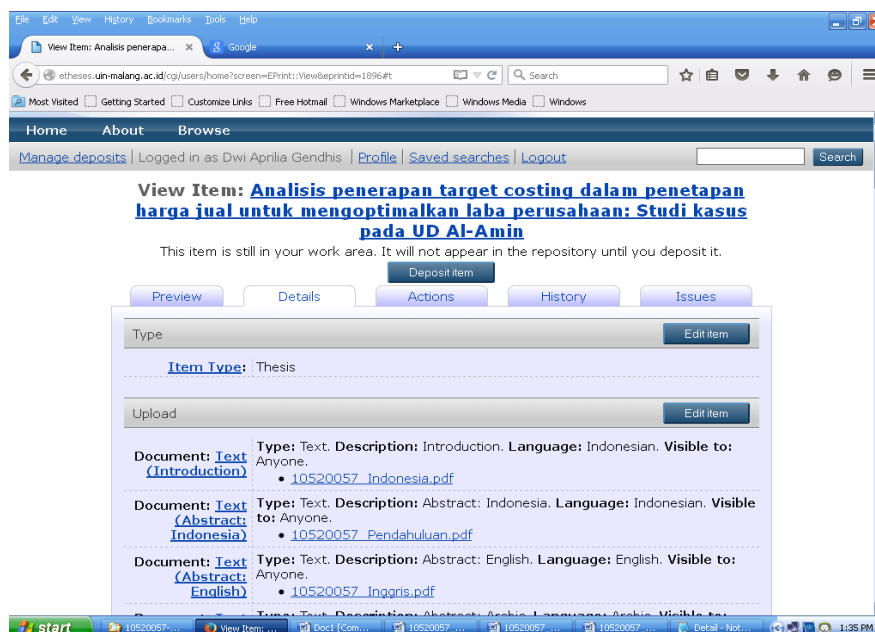 File Edit View History Bookmarks Tools Help
View Item: Analisis penerapa... × Google × +
etheses.uin-malang.ac.id/cgi/users/home?screen=EPrint::View&eprintid=1896#t Search
Most Visited Getting Started Customize Links Free Hotmail Windows Marketplace Windows Media Windows
Home About Browse
Manage deposits | Logged in as Dwi Aprilia Gendhis | Profile | Saved searches | Logout Search
View Item: Analisis penerapan target costing dalam penetapan
harga jual untuk mengoptimalkan laba perusahaan: Studi kasus
pada UD Al-Amin
This item is still in your work area. It will not appear in the repository until you deposit it.
Deposit item
Preview Details Actions History Issues
Type Edit item
Item Type: Thesis
Upload Edit item
Document: Text (Introduction)
Type: Text. Description: Introduction. Language: Indonesian. Visible to:
Anyone.
• 10520057_Indonesia.pdf
Document: Text (Abstract: Indonesia)
Type: Text. Description: Abstract: Indonesia. Language: Indonesian. Visible
to: Anyone.
• 10520057_Pendahuluan.pdf
Document: Text (Abstract: English)
Type: Text. Description: Abstract: English. Language: English. Visible to:
Anyone.
• 10520057_Inggris.pdf
start 10520057-... View Item: ... Doc1 [Com... 10520057 ... 10520057 ... 10520057 ... Detail - Not... 1:35 PM